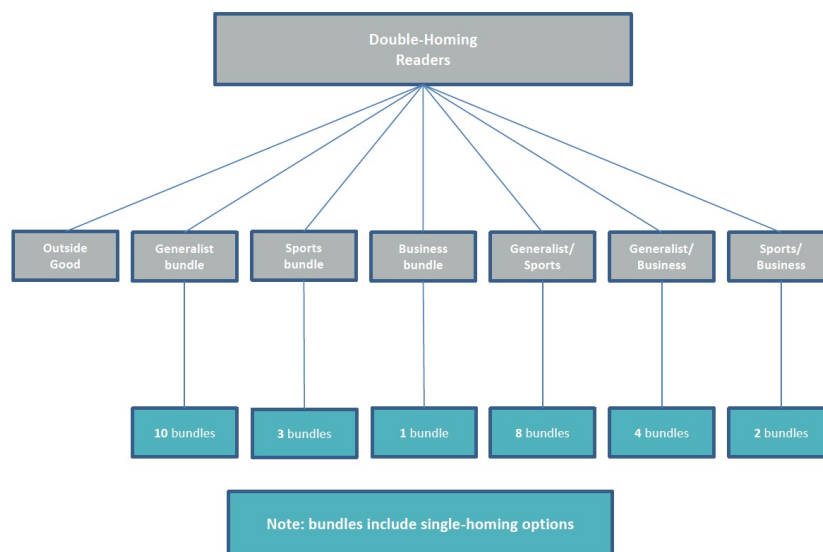 Double-Homing
Readers
Outside
Good
Generalist
bundle
Sports
bundle
Business
bundle
Generalist/
Sports
Generalist/
Business
Sports/
Business
10 bundles
3 bundles
1 bundle
8 bundles
4 bundles
2 bundles
Note: bundles include single-homing options